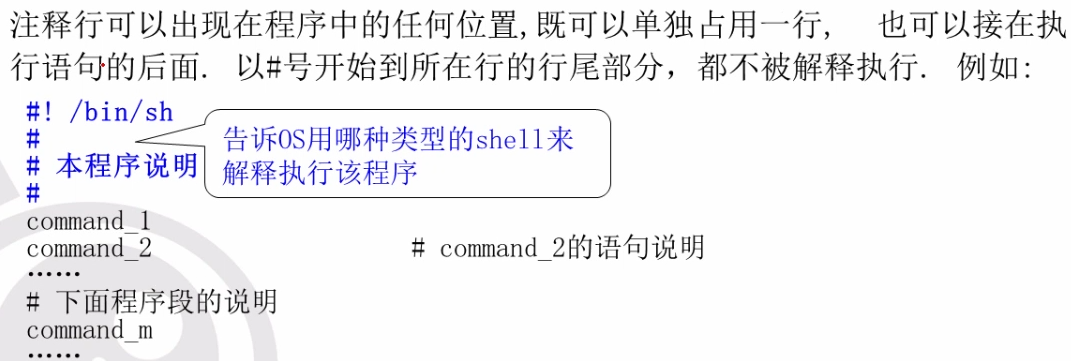 注释行可以出现在程序中的任何位置,既可以单独占用一行, 也可以接在执
行语句的后面. 以#号开始到所在行的行尾部分，都不被解释执行. 例如:
#! /bin/sh
#
告诉OS用哪种类型的shell来
解释执行该程序
# 本程序说明
#
command_1
command_2 # command_2的语句说明
……
# 下面程序段的说明
command_m
……